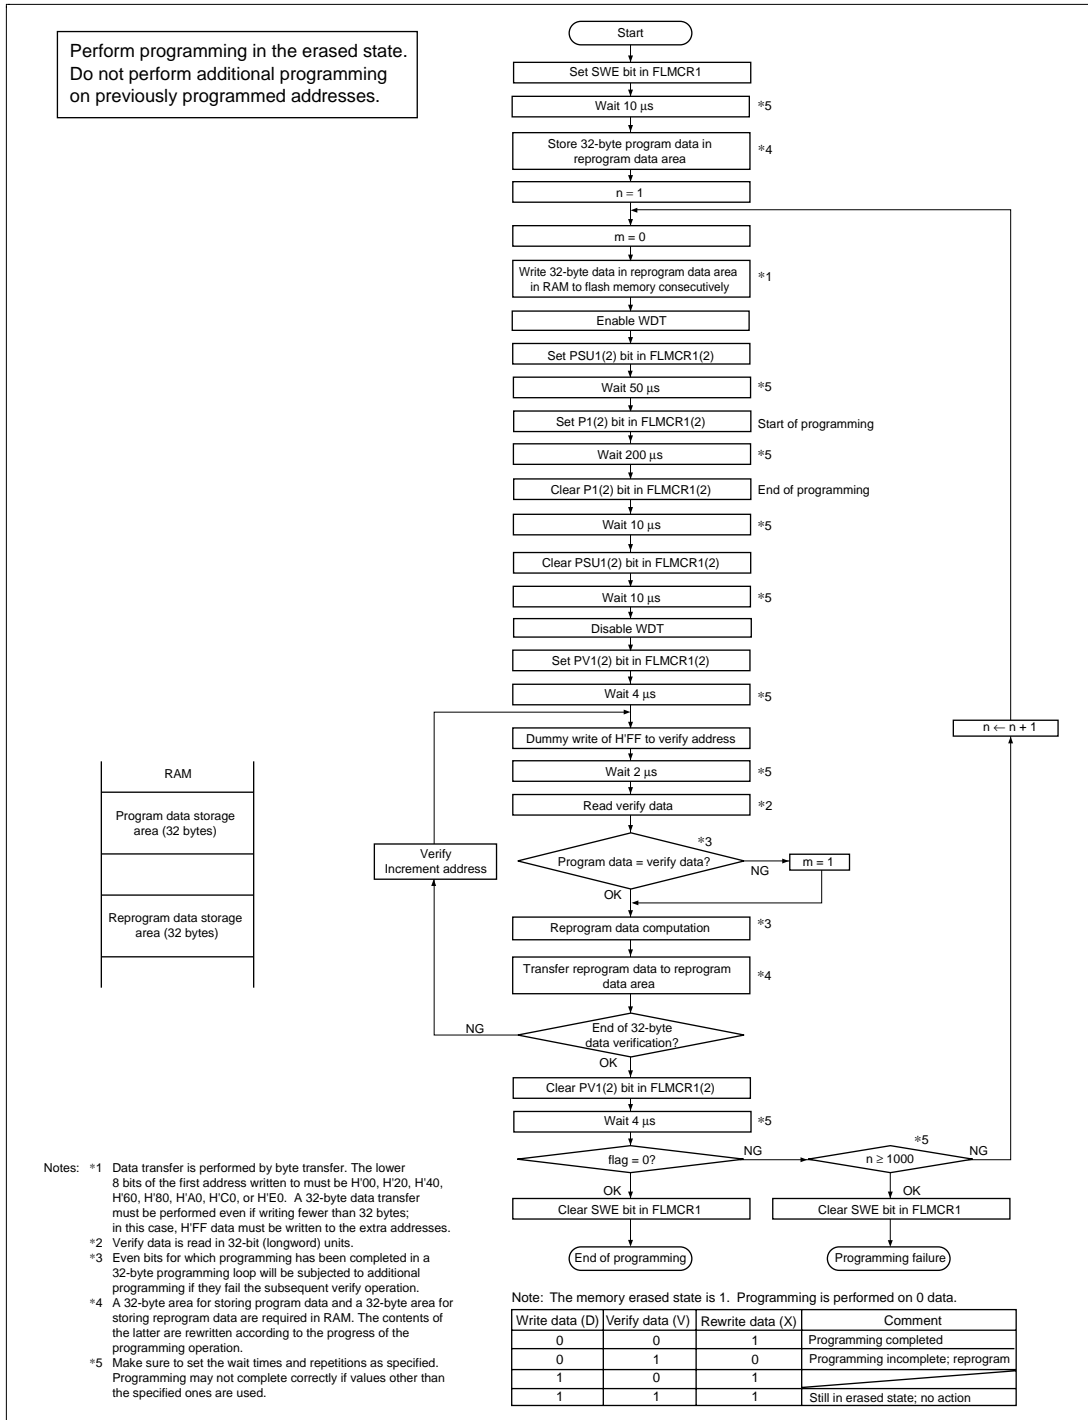 Perform programming in the erased state.
Do not perform additional programming
on previously programmed addresses.
Start
Set SWE bit in FLMCR1
Wait 10 μs
*5
Store 32-byte program data in
reprogram data area
*4
n = 1
m = 0
Write 32-byte data in reprogram data area
in RAM to flash memory consecutively
*1
Enable WDT
Set PSU1(2) bit in FLMCR1(2)
Wait 50 μs
*5
Set P1(2) bit in FLMCR1(2)
Start of programming
Wait 200 μs
*5
Clear P1(2) bit in FLMCR1(2)
End of programming
Wait 10 μs
*5
Clear PSU1(2) bit in FLMCR1(2)
Wait 10 μs
*5
Disable WDT
Set PV1(2) bit in FLMCR1(2)
Wait 4 μs
*5
n ← n + 1
Dummy write of H'FF to verify address
Wait 2 μs
*5
Read verify data
*2
*3
Program data = verify data?
NG
m = 1
OK
Verify
Increment address
Reprogram data computation
*3
Transfer reprogram data to reprogram
data area
*4
NG
End of 32-byte
data verification?
OK
Clear PV1(2) bit in FLMCR1(2)
Wait 4 μs
*5
flag = 0?
NG
*5
n ≥ 1000
NG
OK
OK
Clear SWE bit in FLMCR1
Clear SWE bit in FLMCR1
End of programming
Programming failure
RAM
Program data storage
area (32 bytes)
Reprogram data storage
area (32 bytes)
Notes: *1 Data transfer is performed by byte transfer. The lower
8 bits of the first address written to must be H'00, H'20, H'40,
H'60, H'80, H'A0, H'C0, or H'E0. A 32-byte data transfer
must be performed even if writing fewer than 32 bytes;
in this case, H'FF data must be written to the extra addresses.
*2 Verify data is read in 32-bit (longword) units.
*3 Even bits for which programming has been completed in a
32-byte programming loop will be subjected to additional
programming if they fail the subsequent verify operation.
*4 A 32-byte area for storing program data and a 32-byte area for
storing reprogram data are required in RAM. The contents of
the latter are rewritten according to the progress of the
programming operation.
*5 Make sure to set the wait times and repetitions as specified.
Programming may not complete correctly if values other than
the specified ones are used.
Note: The memory erased state is 1. Programming is performed on 0 data.
Write data (D) Verify data (V) Rewrite data (X) Comment
0 0 1 Programming completed
0 1 0 Programming incomplete; reprogram
1 0 1
1 1 1 Still in erased state; no action